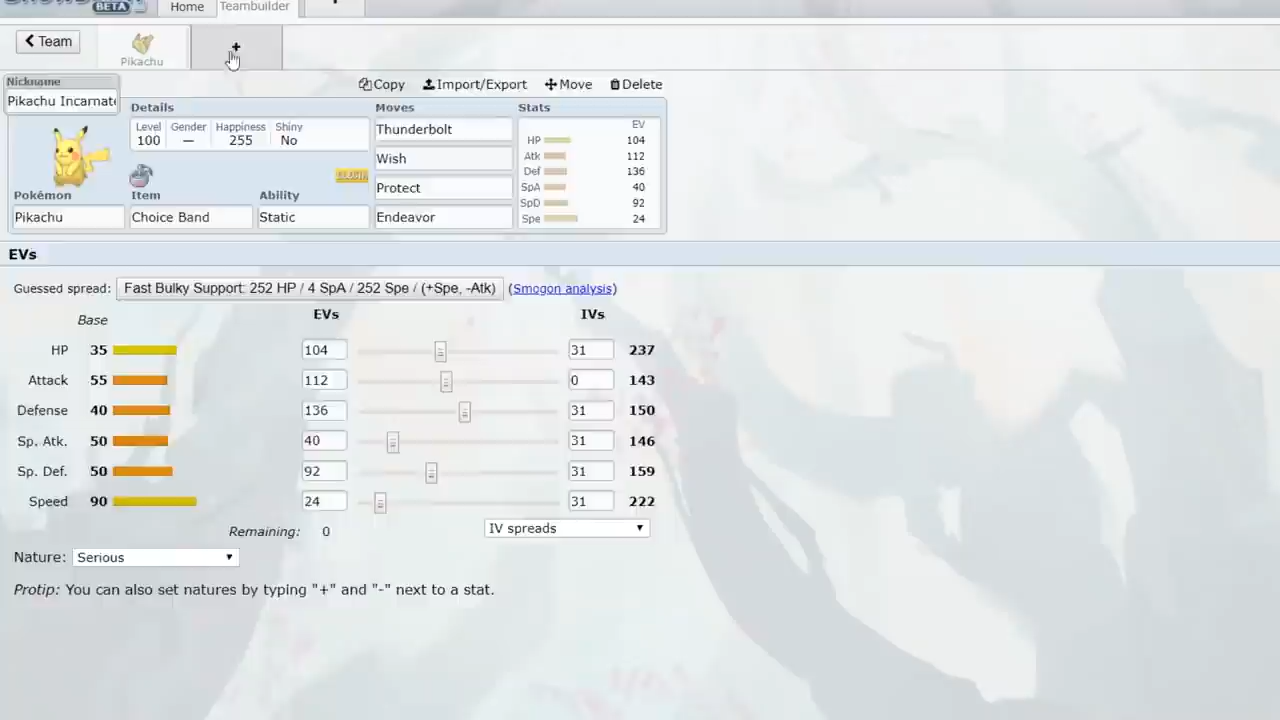 BETA Home Teambuilder
Team
Pikachu
+
Nickname
Pikachu Incarnat
Copy Import/Export Move Delete
Details Moves Stats
Level Gender Happiness Shiny
100 — 255 No
Thunderbolt
Wish
Protect
Endeavor
EV
HP 104
Atk 112
Def 136
SpA 40
SpD 92
Spe 24
Pokémon Item Ability
Pikachu Choice Band Static
EVs
Guessed spread: Fast Bulky Support: 252 HP / 4 SpA / 252 Spe / (+Spe, -Atk) (Smogon analysis)
Base EVs IVs
HP 35 104 31 237
Attack 55 112 0 143
Defense 40 136 31 150
Sp. Atk. 50 40 31 146
Sp. Def. 50 92 31 159
Speed 90 24 31 222
Remaining: 0 IV spreads
Nature: Serious
Protip: You can also set natures by typing "+" and "-" next to a stat.